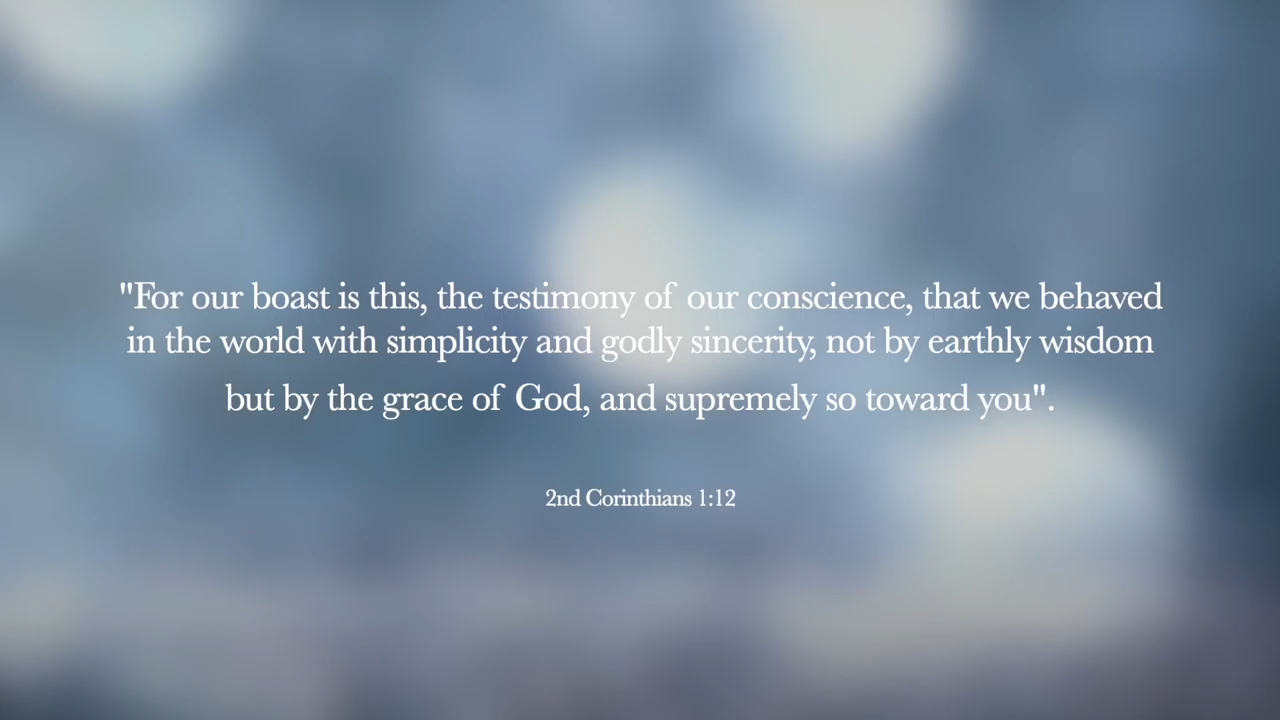 "For our boast is this, the testimony of our conscience, that we behaved
in the world with simplicity and godly sincerity, not by earthly wisdom
but by the grace of God, and supremely so toward you".
2nd Corinthians 1:12